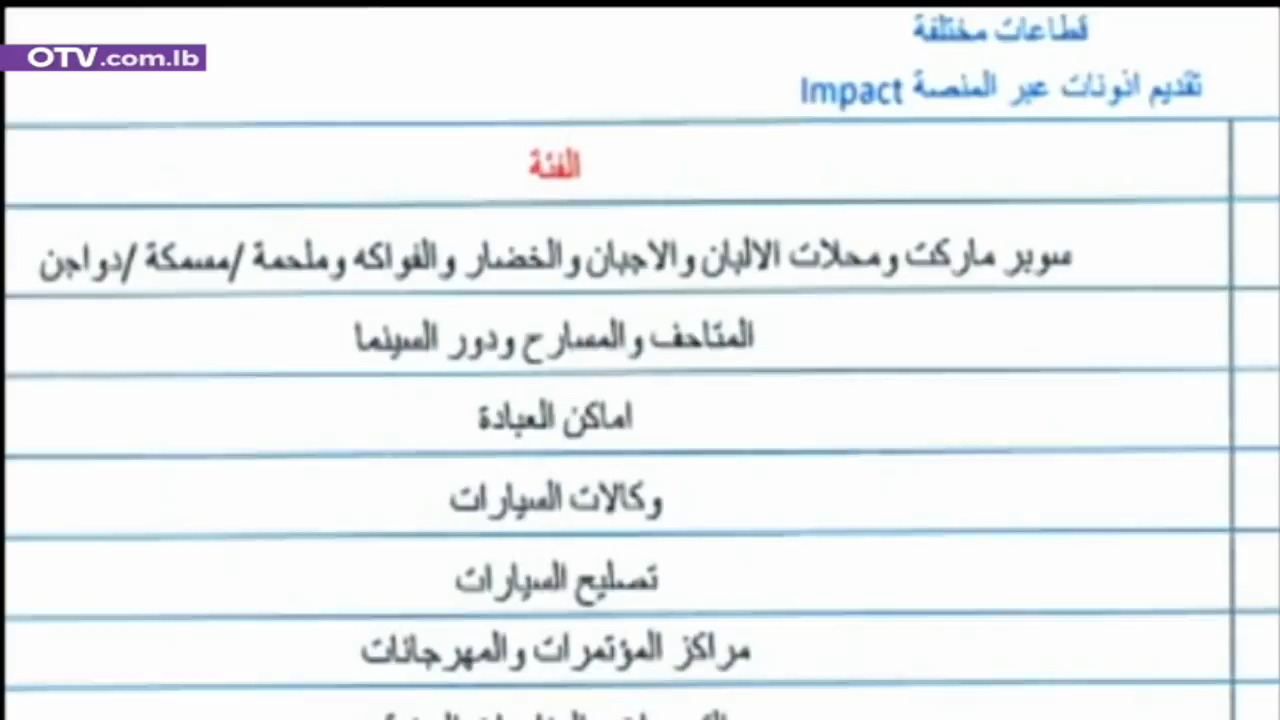 OTV.com.lb
قطاعات مختلفة
تقديم اذونات عبر المنصة Impact
الفئة
سوبر ماركت ومحلات الالبان والاجبان والخضار والفواكه وملحمة /مسمكة /دواجن
المتاحف والمسارح ودور السينما
اماكن العبادة
وكالات السيارات
تصليح السيارات
مراكز المؤتمرات والمهرجانات